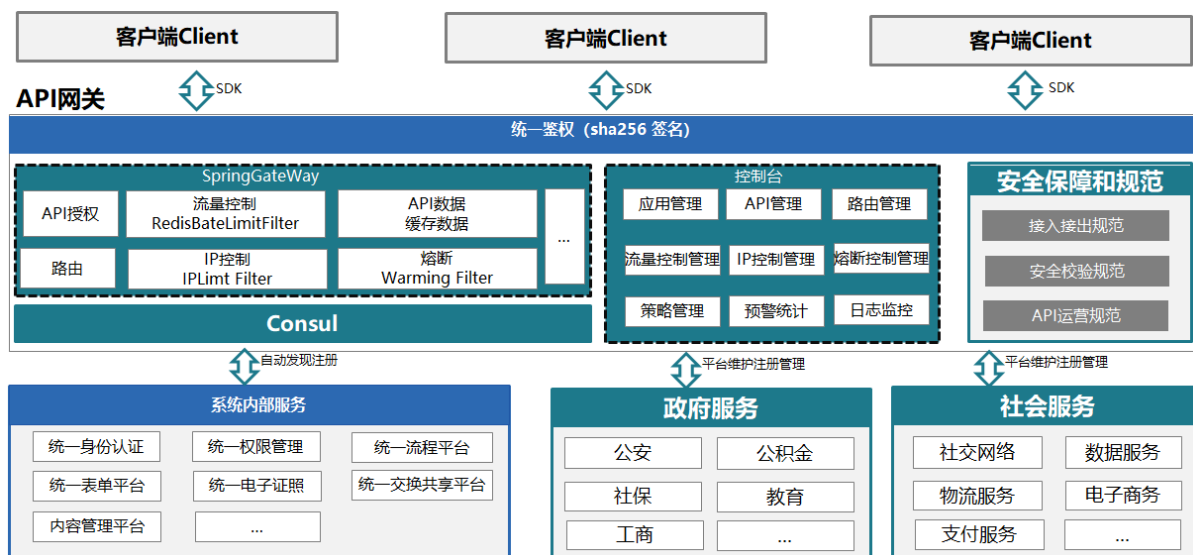 客户端Client
客户端Client
客户端Client
SDK
SDK
SDK
API网关
统一鉴权（sha256 签名）
SpringGateWay
API授权
流量控制
RedisBateLimitFilter
API数据
缓存数据
...
路由
IP控制
IPLimt Filter
熔断
Warming Filter
Consul
控制台
应用管理
API管理
路由管理
流量控制管理
IP控制管理
熔断控制管理
策略管理
预警统计
日志监控
安全保障和规范
接入接出规范
安全校验规范
API运营规范
自动发现注册
平台维护注册管理
平台维护注册管理
系统内部服务
统一身份认证
统一权限管理
统一流程平台
统一表单平台
统一电子证照
统一交换共享平台
内容管理平台
...
政府服务
公安
公积金
社保
教育
工商
...
社会服务
社交网络
数据服务
物流服务
电子商务
支付服务
...